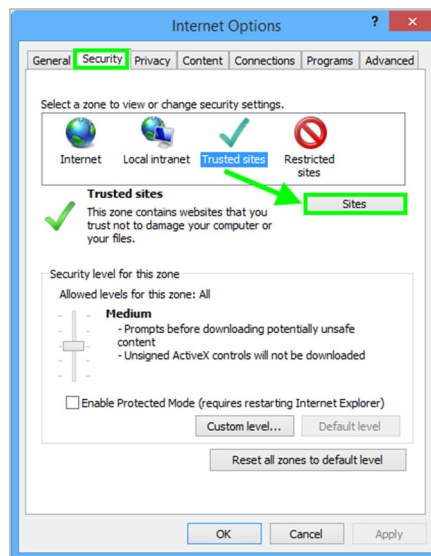 Internet Options
?
×
General Security Privacy Content Connections Programs Advanced
Select a zone to view or change security settings.
Internet Local intranet Trusted sites Restricted
sites
Trusted sites
Sites
This zone contains websites that you
trust not to damage your computer or
your files.
Security level for this zone
Allowed levels for this zone: All
Medium
- Prompts before downloading potentially unsafe
content
- Unsigned ActiveX controls will not be downloaded
Enable Protected Mode (requires restarting Internet Explorer)
Custom level... Default level
Reset all zones to default level
OK Cancel Apply